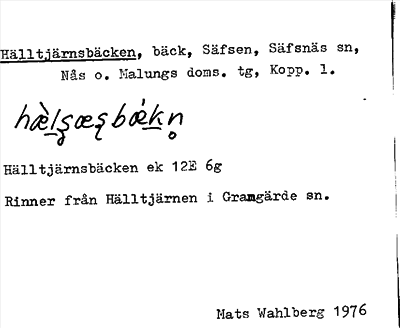 Hälltjärnsbäcken, bäck, Säfsen, Säfsnäs sn,
Nås o. Malungs doms. tg, Kopp. l.
Hälltjärnsbäcken ek 12E 6g
Rinner från Hälltjärnen i Grangärde sn.
Mats Wahlberg 1976